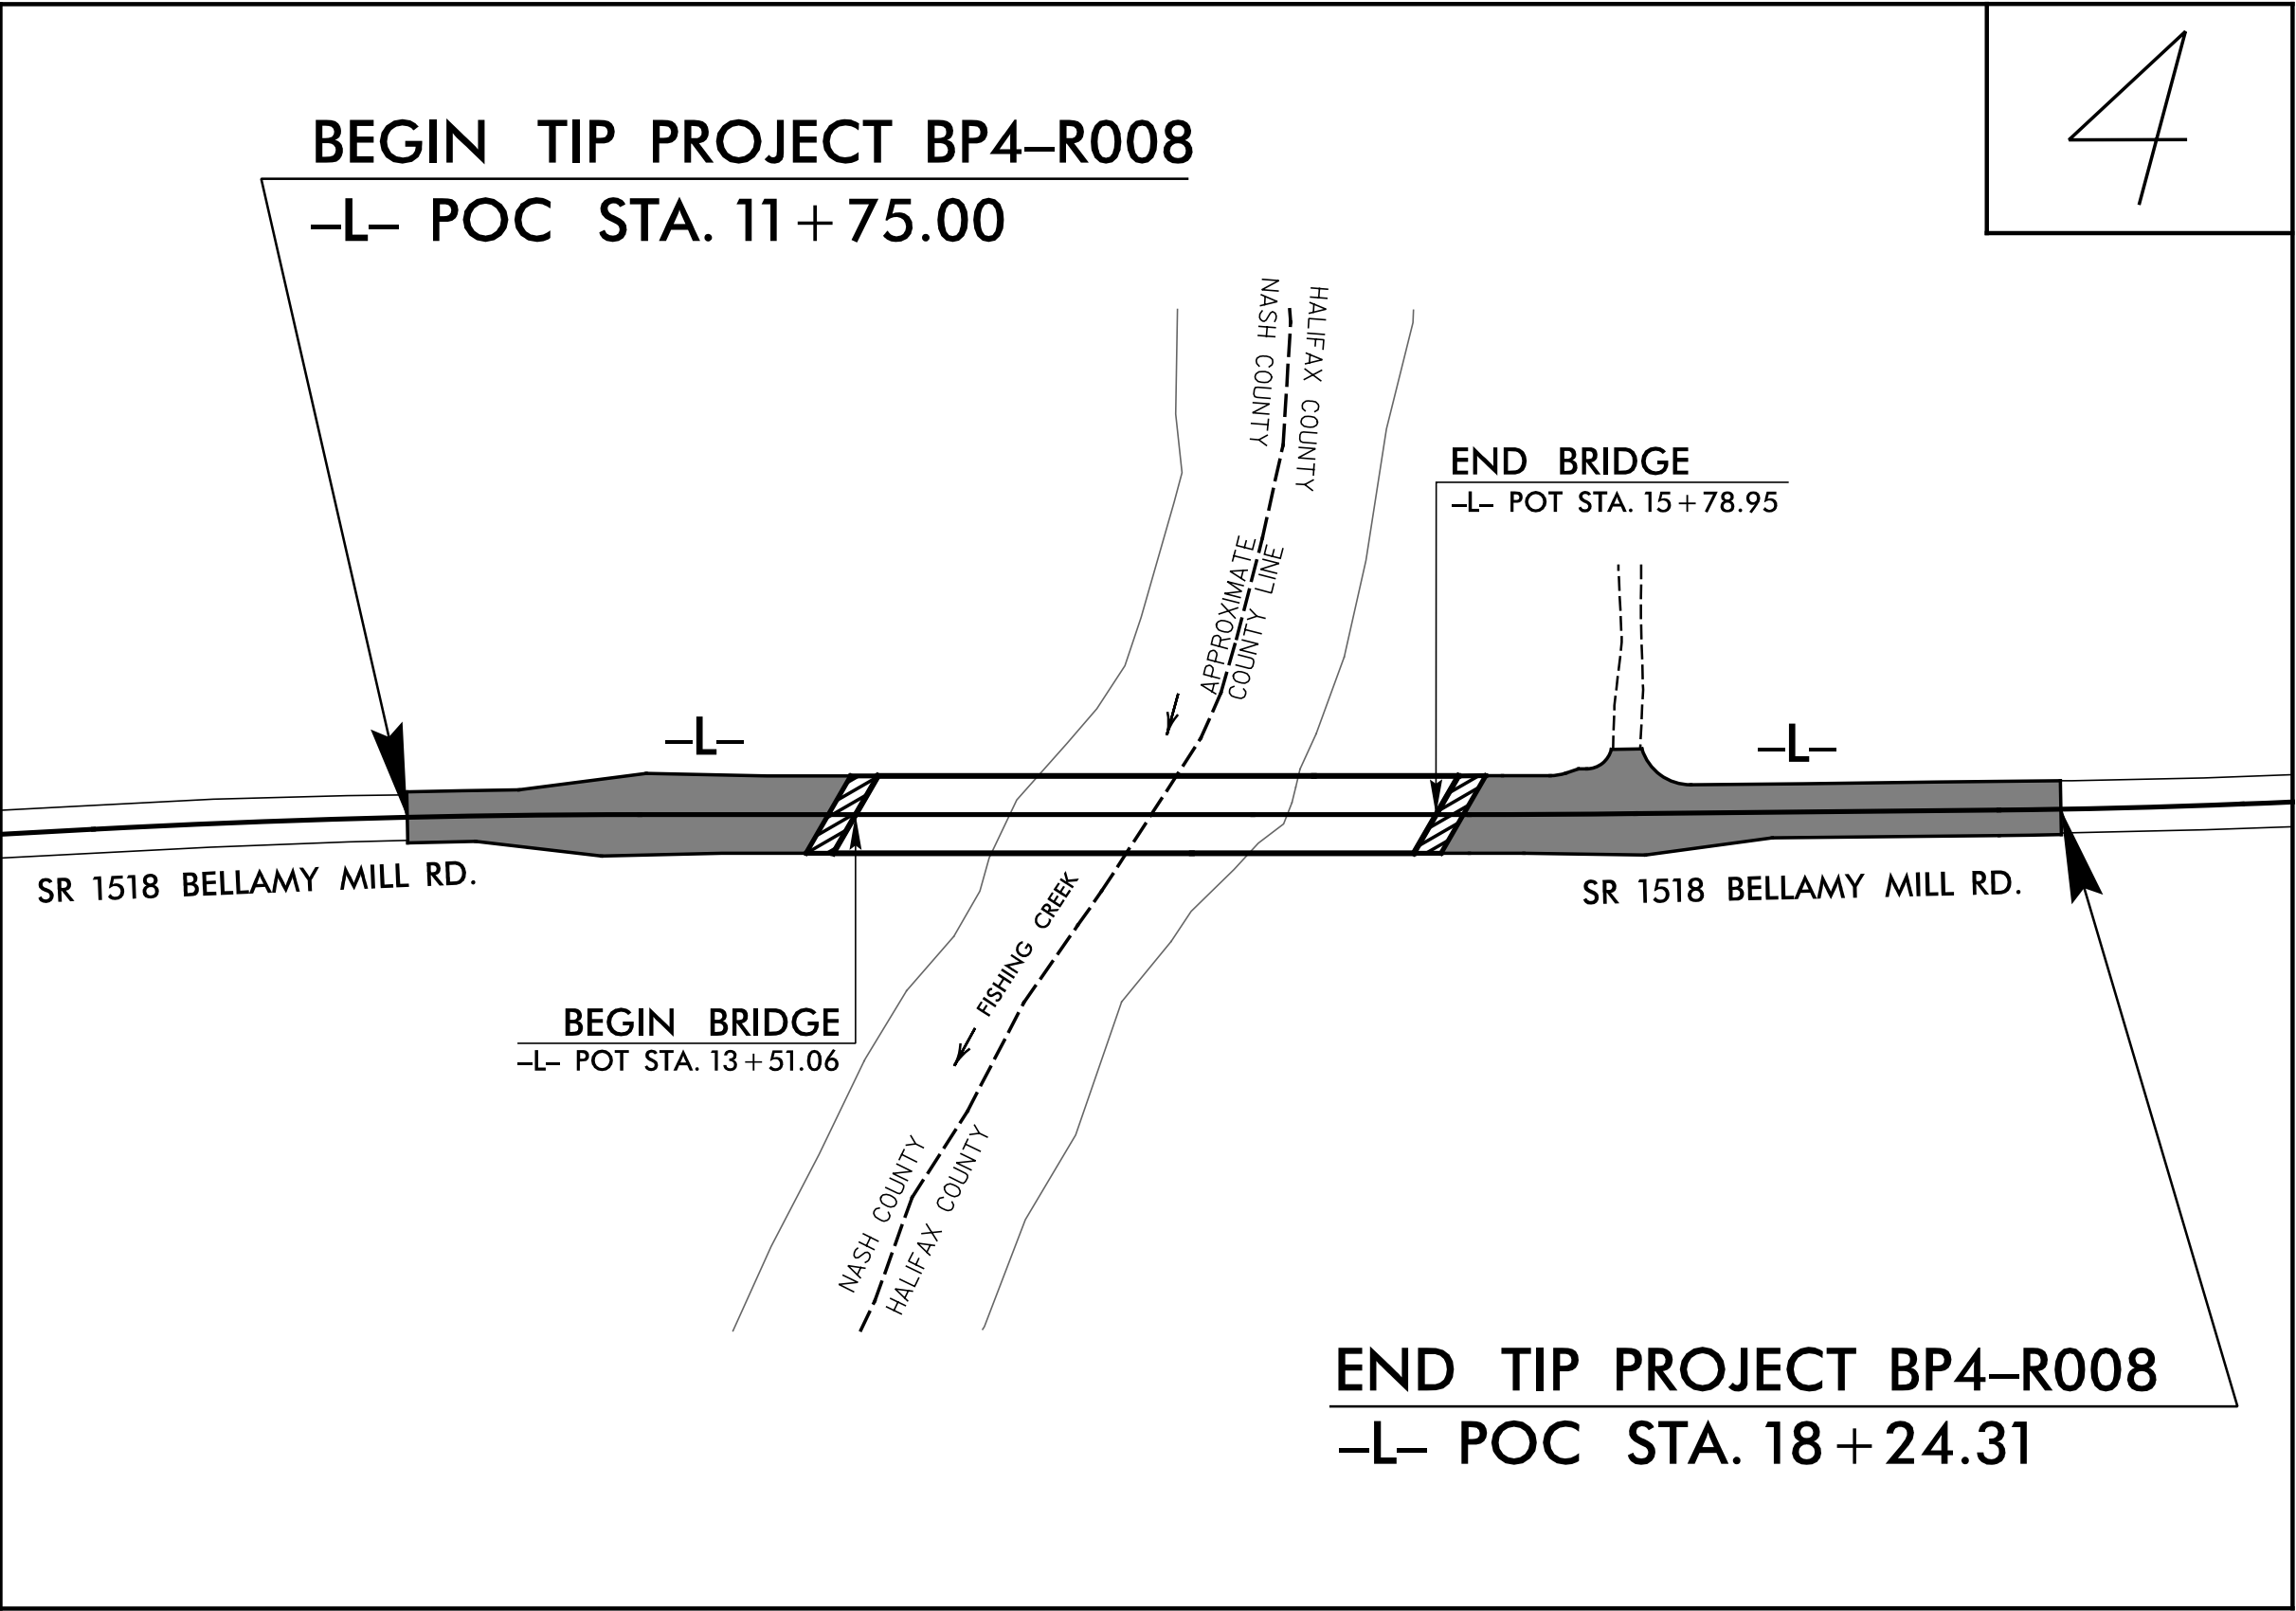 4
BEGIN TIP PROJECT BP4–R008
–L– POC STA. 11+75.00
NASH COUNTY
HALIFAX COUNTY
END BRIDGE
–L– POT STA. 15+78.95
APPROXIMATE
COUNTY LINE
–L–
–L–
SR 1518 BELLAMY MILL RD.
SR 1518 BELLAMY MILL RD.
FISHING CREEK
BEGIN BRIDGE
–L– POT STA. 13+51.06
NASH COUNTY
HALIFAX COUNTY
END TIP PROJECT BP4–R008
–L– POC STA. 18+24.31